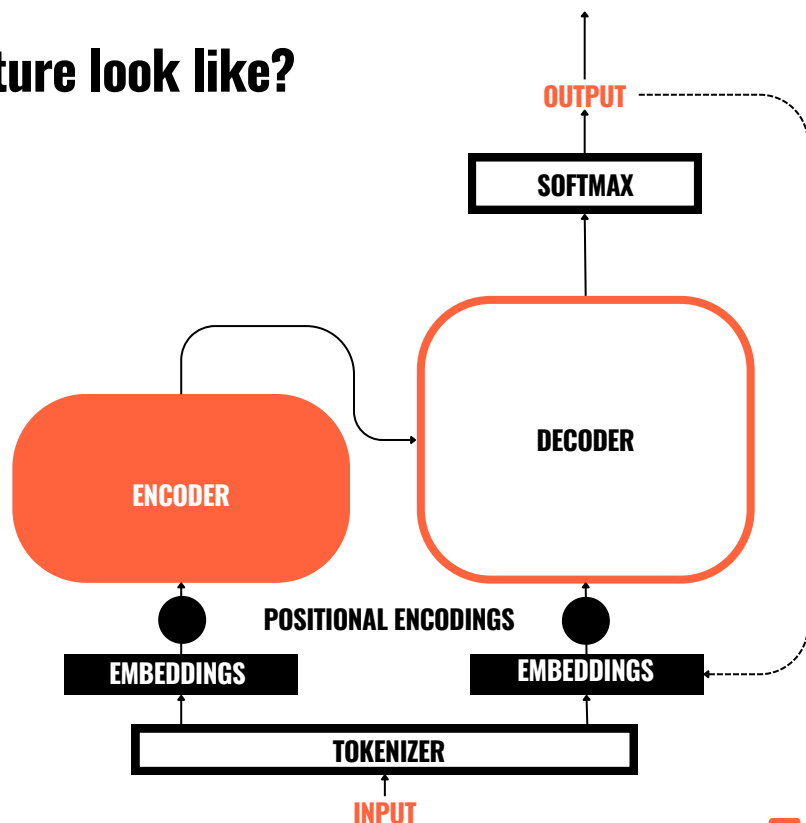 ture look like?
OUTPUT
SOFTMAX
DECODER
ENCODER
POSITIONAL ENCODINGS
EMBEDDINGS
EMBEDDINGS
TOKENIZER
INPUT